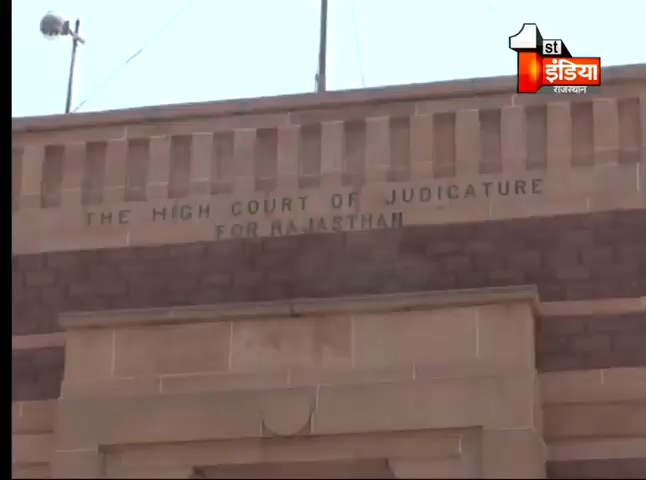 1st
इंडिया
राजस्थान
THE HIGH COURT OF JUDICATURE
FOR RAJASTHAN